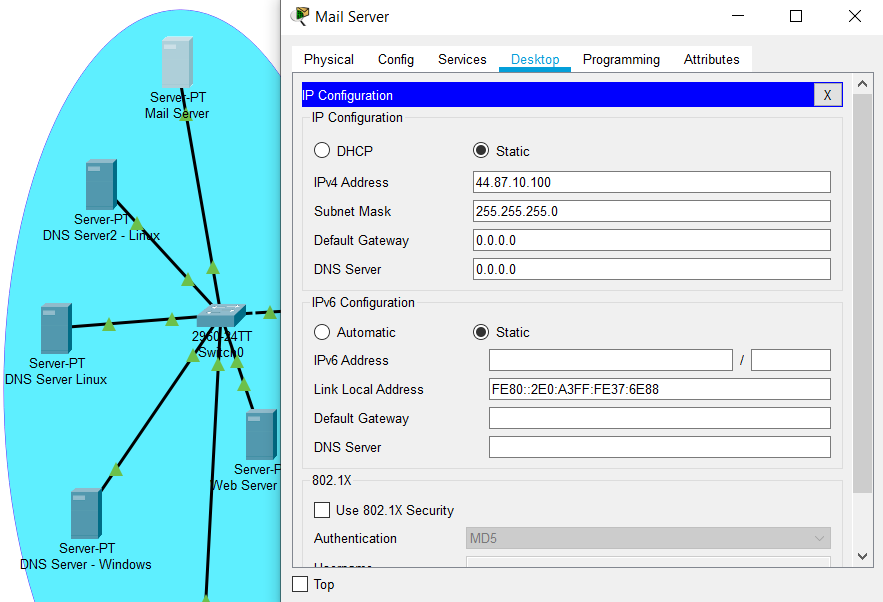 Server-PT
Mail Server
Server-PT
DNS Server2 - Linux
2960-24TT
Switch0
Server-PT
DNS Server Linux
Server-P
Web Server
Server-PT
DNS Server - Windows
Mail Server
Physical Config Services Desktop Programming Attributes
IP Configuration X
IP Configuration
DHCP Static
IPv4 Address 44.87.10.100
Subnet Mask 255.255.255.0
Default Gateway 0.0.0.0
DNS Server 0.0.0.0
IPv6 Configuration
Automatic Static
IPv6 Address /
Link Local Address FE80::2E0:A3FF:FE37:6E88
Default Gateway
DNS Server
802.1X
Use 802.1X Security
Authentication MD5
Username
Top